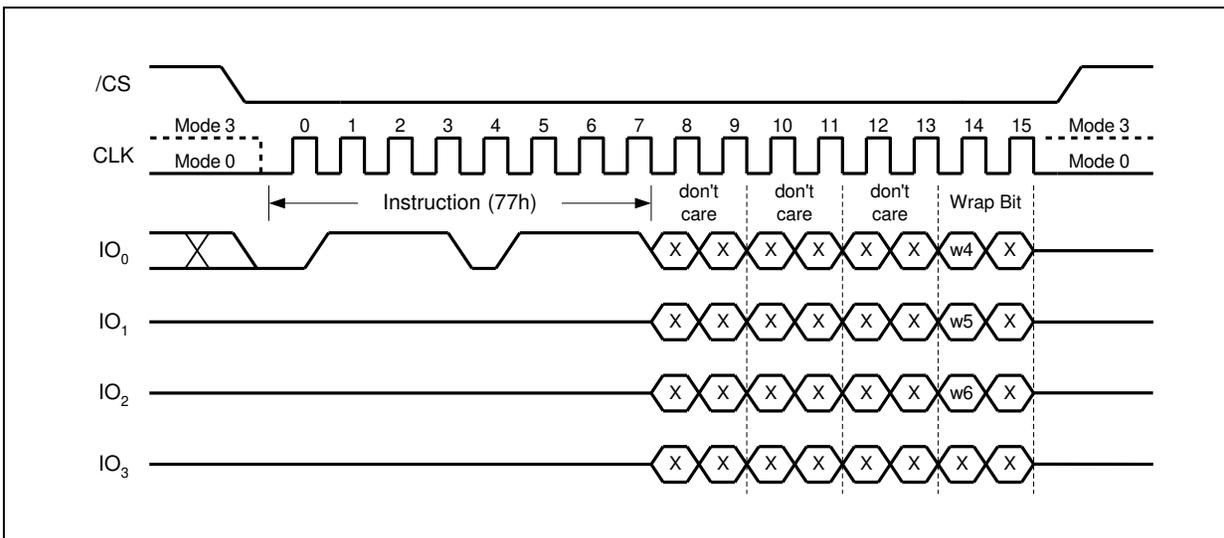 /CS
Mode 3 0 1 2 3 4 5 6 7 8 9 10 11 12 13 14 15 Mode 3
CLK
Mode 0 Mode 0
Instruction (77h) don't care don't care don't care Wrap Bit
IO0 X X X X X X X w4 X
IO1 X X X X X X w5 X
IO2 X X X X X X w6 X
IO3 X X X X X X X X